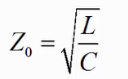 Z₀ = √(L/C)